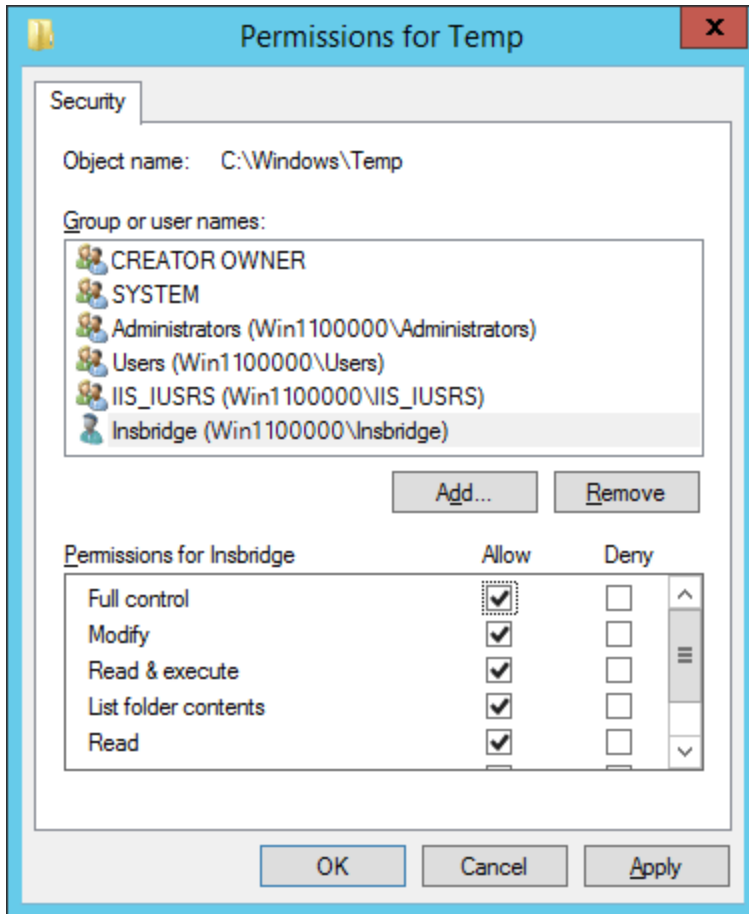 Permissions for Temp
x
Security
Object name: C:\Windows\Temp
Group or user names:
CREATOR OWNER
SYSTEM
Administrators (Win1100000\Administrators)
Users (Win1100000\Users)
IIS_IUSRS (Win1100000\IIS_IUSRS)
Insbridge (Win1100000\Insbridge)
Add... Remove
Permissions for Insbridge Allow Deny
Full control
Modify
Read & execute
List folder contents
Read
OK Cancel Apply